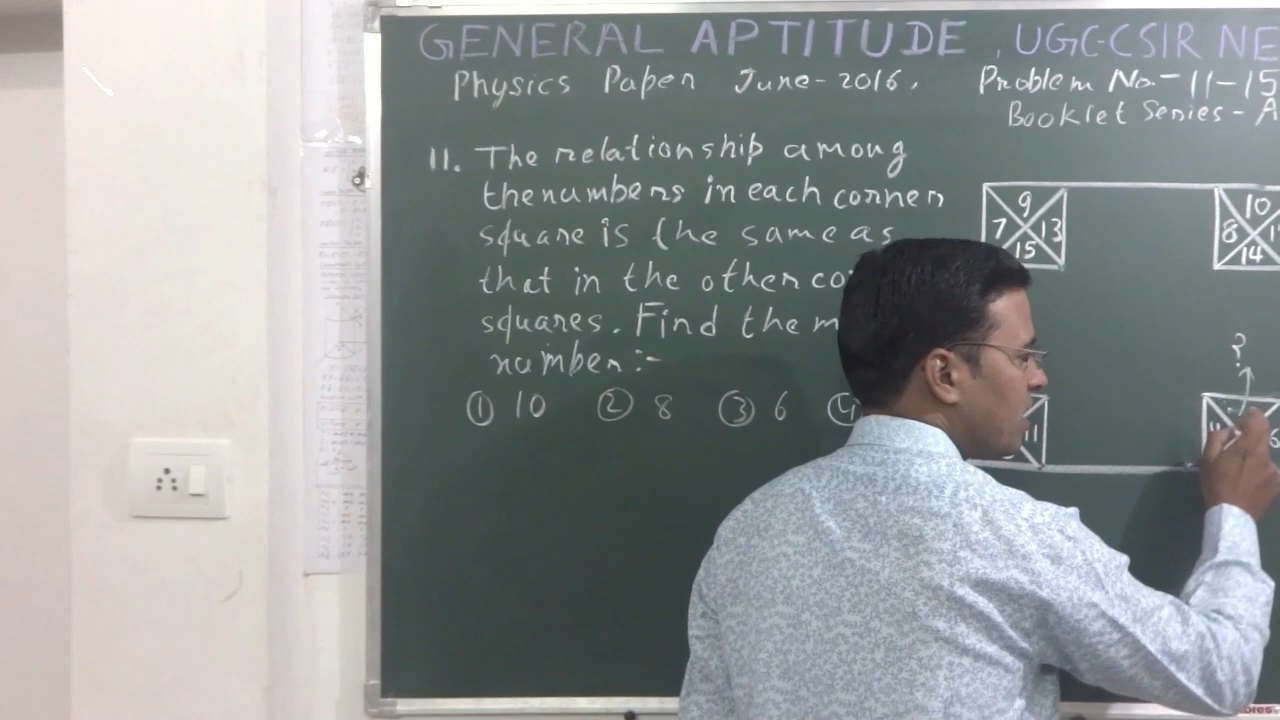 GENERAL APTITUDE , UGC-CSIR NE
Physics Paper June-2016.
Problem No.-11-15
Booklet Series-A
11. The relationship among
the numbers in each corner
square is the same as
that in the other co
squares. Find the m
number:-
① 10 ② 8 ③ 6 ④
9
7 13
15
10
8 1
14
11
?